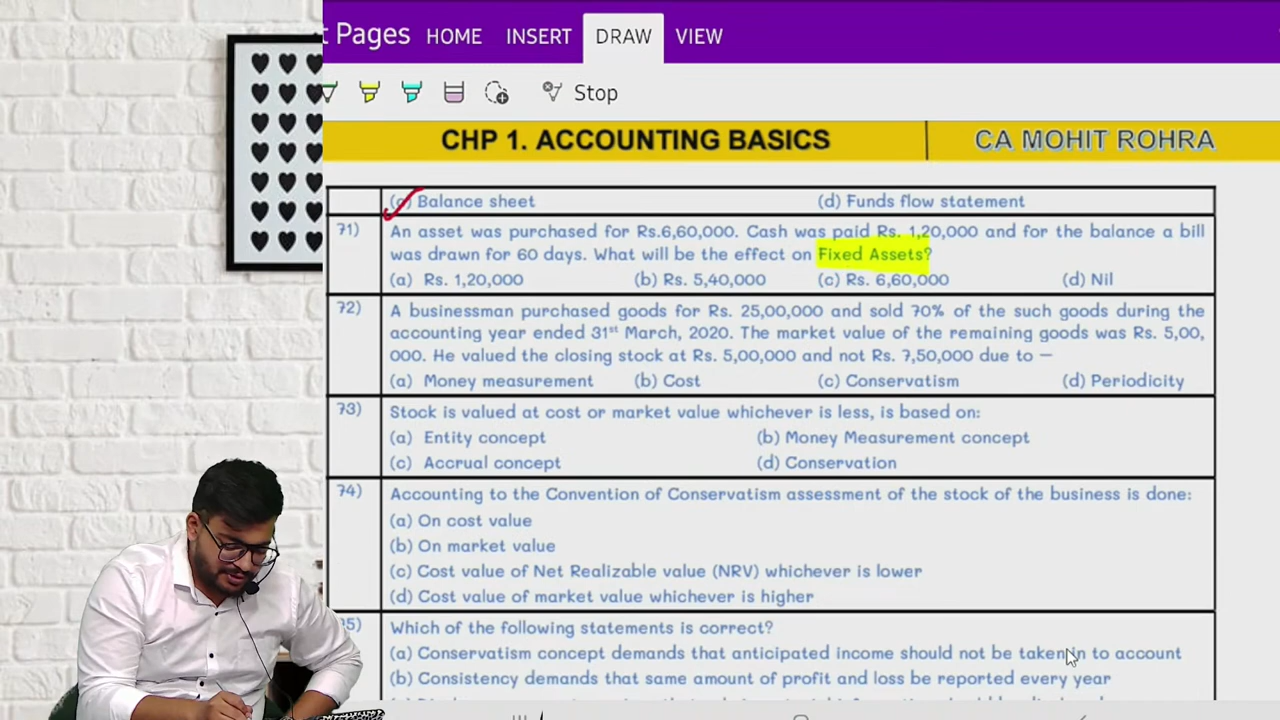 t Pages HOME INSERT DRAW VIEW
Stop
CHP 1. ACCOUNTING BASICS CA MOHIT ROHRA
(c) Balance sheet (d) Funds flow statement
71) An asset was purchased for Rs.6,60,000. Cash was paid Rs. 1,20,000 and for the balance a bill
was drawn for 60 days. What will be the effect on Fixed Assets?
(a) Rs. 1,20,000 (b) Rs. 5,40,000 (c) Rs. 6,60,000 (d) Nil
72) A businessman purchased goods for Rs. 25,00,000 and sold 70% of the such goods during the
accounting year ended 31st March, 2020. The market value of the remaining goods was Rs. 5,00,
000. He valued the closing stock at Rs. 5,00,000 and not Rs. 7,50,000 due to —
(a) Money measurement (b) Cost (c) Conservatism (d) Periodicity
73) Stock is valued at cost or market value whichever is less, is based on:
(a) Entity concept (b) Money Measurement concept
(c) Accrual concept (d) Conservation
74) Accounting to the Convention of Conservatism assessment of the stock of the business is done:
(a) On cost value
(b) On market value
(c) Cost value of Net Realizable value (NRV) whichever is lower
(d) Cost value of market value whichever is higher
75) Which of the following statements is correct?
(a) Conservatism concept demands that anticipated income should not be taken in to account
(b) Consistency demands that same amount of profit and loss be reported every year